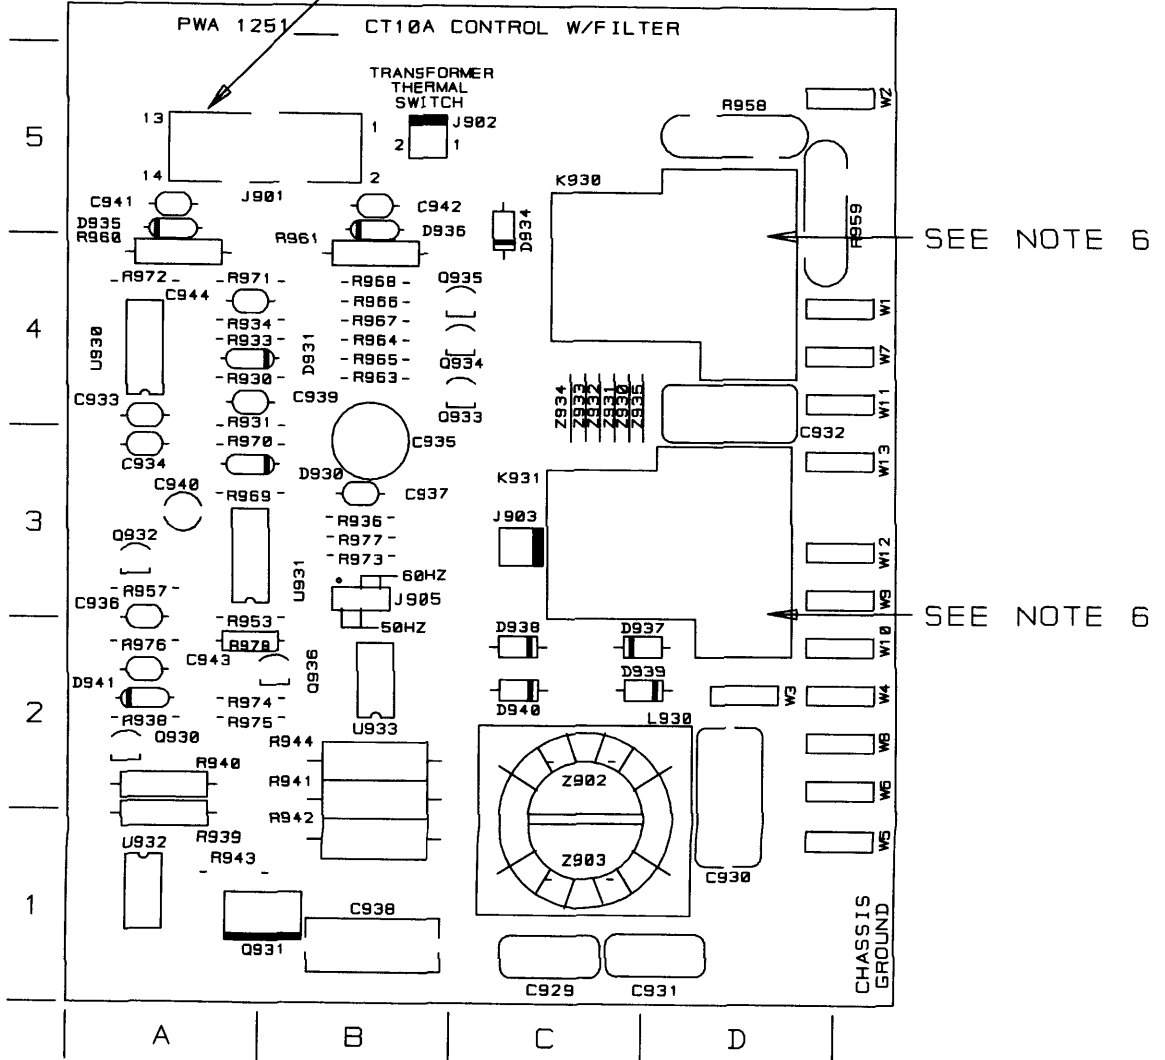 PWA 1251__ CT10A CONTROL W/FILTER
TRANSFORMER
THERMAL
SWITCH
J902
2 1
13 1
14 2
J901
R958
W2
5
K930
R959
C941
C942
D935
D936
D934
R960
R961
SEE NOTE 6
R972
R971
R968
Q935
C944
R966
W1
R934
R967
4
U930
R933
D931
R964
R965
Q934
W7
R930
R963
C933
C939
Q933
Z934
Z933
Z932
Z931
Z930
Z935
W11
R931
C932
R970
C935
C934
W13
D930
K931
C940
R969
C937
J903
3
R936
Q932
R977
R973
W12
U931
60HZ
R957
J905
W9
C936
50HZ
R953
SEE NOTE 6
R976
R978
D938
D937
W10
C943
Q936
D939
D941
R974
D940
W3
W4
2
R938
R975
U933
L930
Q930
R944
W8
R940
R941
Z902
W6
R942
R939
U932
R943
Z903
W5
C930
1
C938
Q931
CHASSIS
GROUND
C929
C931
A B C D